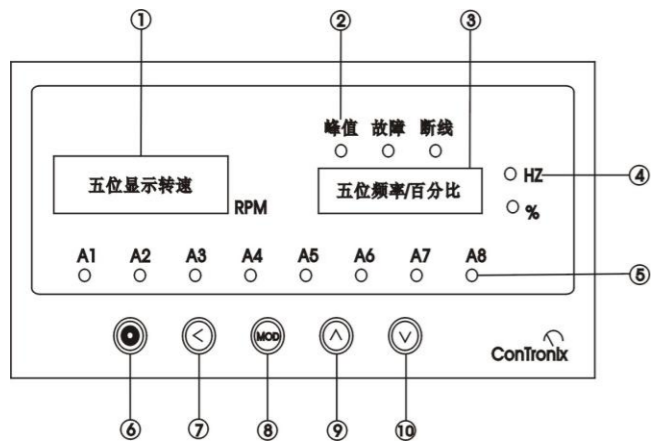 ① ② ③
峰值 故障 断线
五位显示转速 RPM 五位频率/百分比
HZ ④
%
A1 A2 A3 A4 A5 A6 A7 A8 ⑤
< MOD ∧ ∨
ConTronix
⑥ ⑦ ⑧ ⑨ ⑩